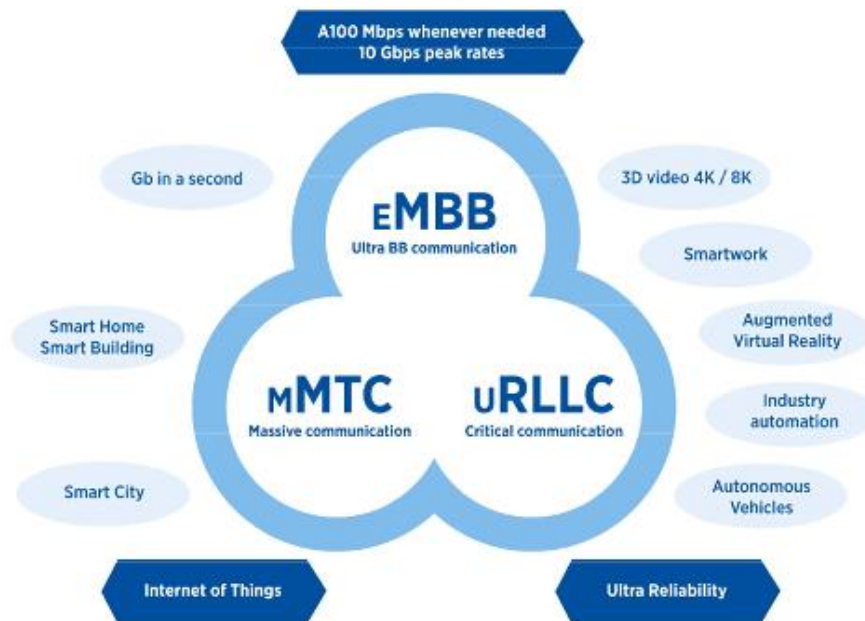 A100 Mbps whenever needed
10 Gbps peak rates
Gb in a second
3D video 4K / 8K
EMBB
Ultra BB communication
Smartwork
Smart Home
Smart Building
Augmented
Virtual Reality
MMTC
Massive communication
URLLC
Critical communication
Industry
automation
Smart City
Autonomous
Vehicles
Internet of Things
Ultra Reliability